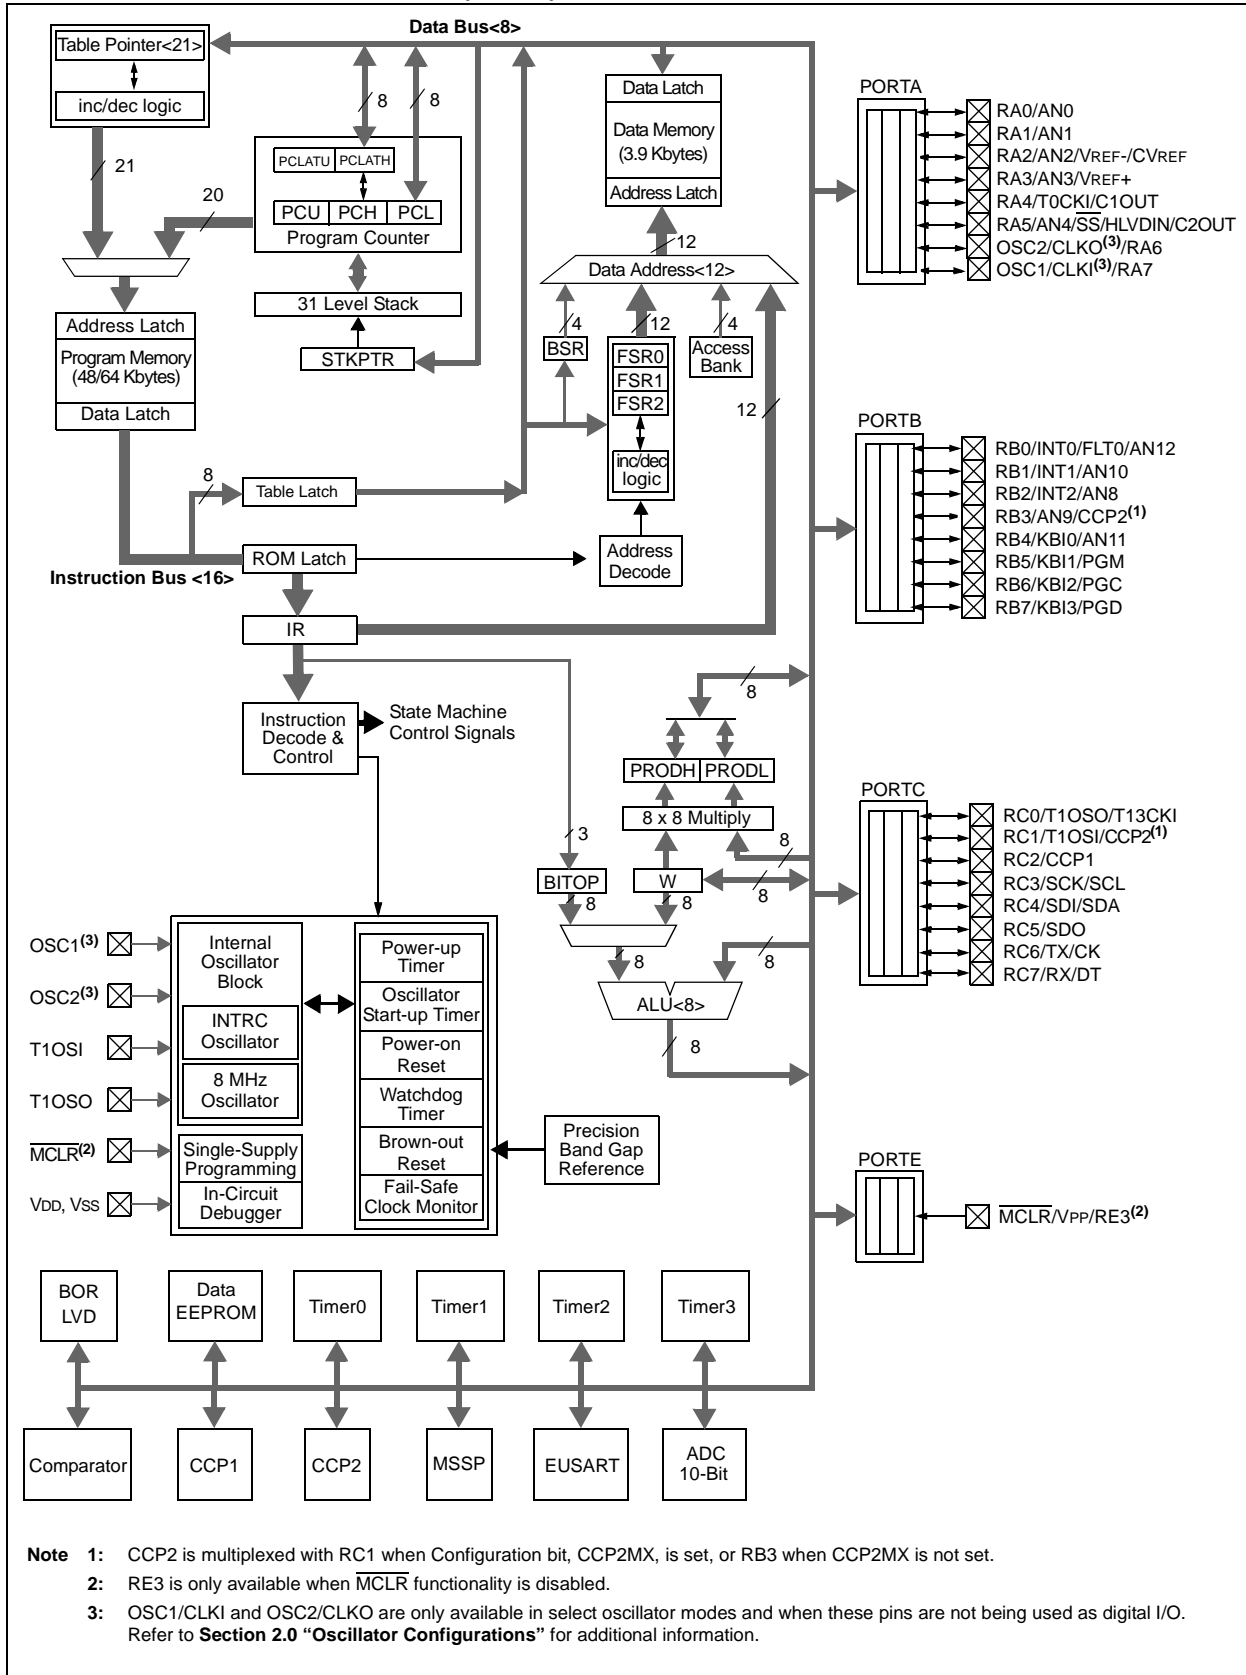 Data Bus<8>
Table Pointer<21>
inc/dec logic
21
20
8
8
PCLATU PCLATH
PCU PCH PCL
Program Counter
31 Level Stack
STKPTR
Data Latch
Data Memory
(3.9 Kbytes)
Address Latch
12
Data Address<12>
4
12
4
BSR
FSR0
FSR1
FSR2
inc/dec
logic
Access
Bank
12
Address
Decode
Address Latch
Program Memory
(48/64 Kbytes)
Data Latch
8
Table Latch
ROM Latch
Instruction Bus <16>
IR
Instruction
Decode &
Control
State Machine
Control Signals
8
PRODH PRODL
8 x 8 Multiply
3
8
BITOP
W
8
8
8
8
8
ALU<8>
8
OSC1(3)
OSC2(3)
T1OSI
T1OSO
MCLR(2)
VDD, VSS
Internal
Oscillator
Block
INTRC
Oscillator
8 MHz
Oscillator
Single-Supply
Programming
In-Circuit
Debugger
Power-up
Timer
Oscillator
Start-up Timer
Power-on
Reset
Watchdog
Timer
Brown-out
Reset
Fail-Safe
Clock Monitor
Precision
Band Gap
Reference
PORTA
RA0/AN0
RA1/AN1
RA2/AN2/VREF-/CVREF
RA3/AN3/VREF+
RA4/T0CKI/C1OUT
RA5/AN4/SS/HLVDIN/C2OUT
OSC2/CLKO(3)/RA6
OSC1/CLKI(3)/RA7
PORTB
RB0/INT0/FLT0/AN12
RB1/INT1/AN10
RB2/INT2/AN8
RB3/AN9/CCP2(1)
RB4/KBI0/AN11
RB5/KBI1/PGM
RB6/KBI2/PGC
RB7/KBI3/PGD
PORTC
RC0/T1OSO/T13CKI
RC1/T1OSI/CCP2(1)
RC2/CCP1
RC3/SCK/SCL
RC4/SDI/SDA
RC5/SDO
RC6/TX/CK
RC7/RX/DT
PORTE
MCLR/VPP/RE3(2)
BOR
LVD
Data
EEPROM
Timer0
Timer1
Timer2
Timer3
Comparator
CCP1
CCP2
MSSP
EUSART
ADC
10-Bit
Note 1: CCP2 is multiplexed with RC1 when Configuration bit, CCP2MX, is set, or RB3 when CCP2MX is not set.
2: RE3 is only available when MCLR functionality is disabled.
3: OSC1/CLKI and OSC2/CLKO are only available in select oscillator modes and when these pins are not being used as digital I/O.
Refer to Section 2.0 “Oscillator Configurations” for additional information.